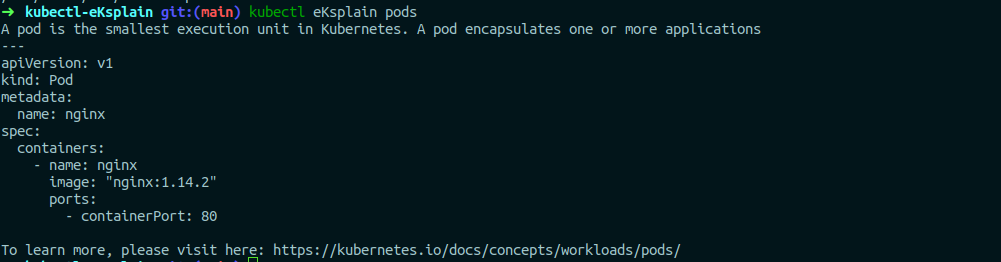 ➜ kubectl-eKsplain git:(main) kubectl eKsplain pods
A pod is the smallest execution unit in Kubernetes. A pod encapsulates one or more applications
---
apiVersion: v1
kind: Pod
metadata:
  name: nginx
spec:
  containers:
    - name: nginx
      image: "nginx:1.14.2"
      ports:
        - containerPort: 80

To learn more, please visit here: https://kubernetes.io/docs/concepts/workloads/pods/